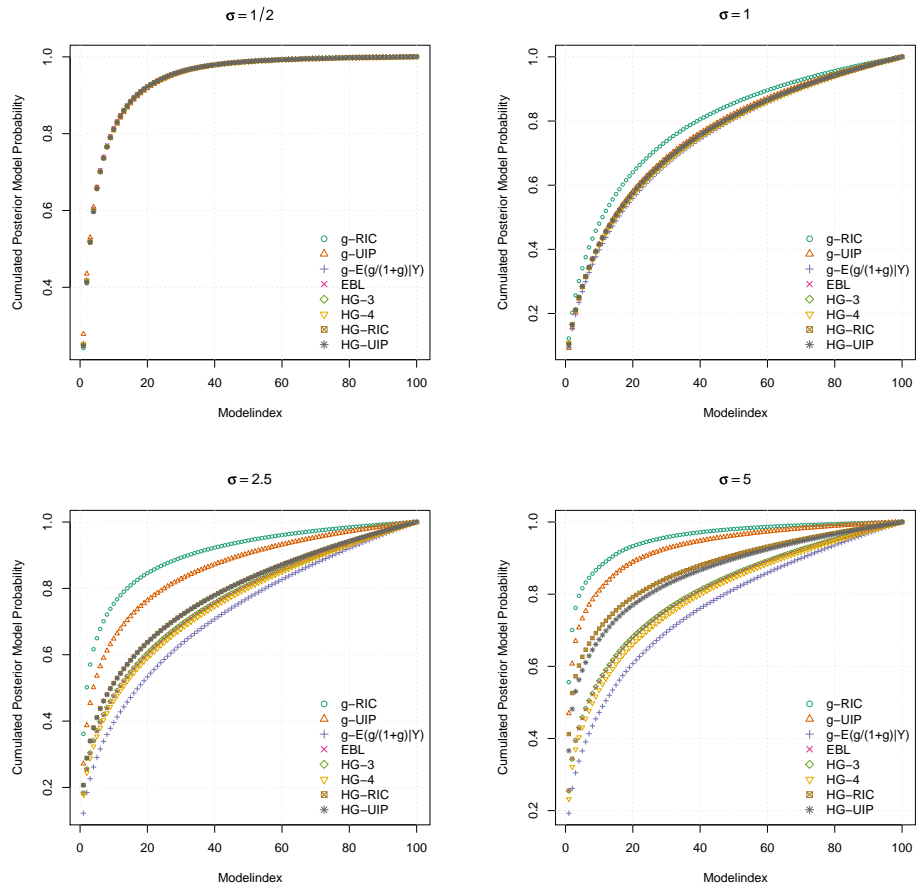 σ = 1/2
Cumulated Posterior Model Probability
1.0
0.8
0.6
0.4
g−RIC
g−UIP
g−E(g/(1+g)|Y)
EBL
HG−3
HG−4
HG−RIC
HG−UIP
0 20 40 60 80 100
Modelindex
σ = 1
Cumulated Posterior Model Probability
1.0
0.8
0.6
0.4
0.2
g−RIC
g−UIP
g−E(g/(1+g)|Y)
EBL
HG−3
HG−4
HG−RIC
HG−UIP
0 20 40 60 80 100
Modelindex
σ = 2.5
Cumulated Posterior Model Probability
1.0
0.8
0.6
0.4
0.2
g−RIC
g−UIP
g−E(g/(1+g)|Y)
EBL
HG−3
HG−4
HG−RIC
HG−UIP
0 20 40 60 80 100
Modelindex
σ = 5
Cumulated Posterior Model Probability
1.0
0.8
0.6
0.4
0.2
g−RIC
g−UIP
g−E(g/(1+g)|Y)
EBL
HG−3
HG−4
HG−RIC
HG−UIP
0 20 40 60 80 100
Modelindex